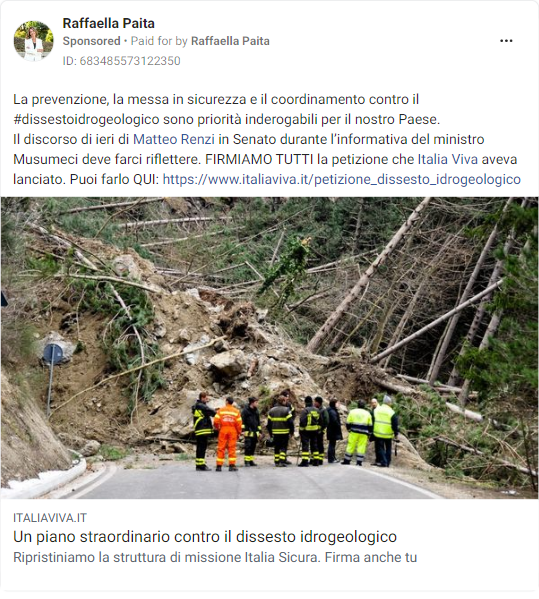 Raffaella Paita
Sponsored • Paid for by Raffaella Paita
ID: 683485573122350
La prevenzione, la messa in sicurezza e il coordinamento contro il
#dissestoidrogeologico sono priorità inderogabili per il nostro Paese.
Il discorso di ieri di Matteo Renzi in Senato durante l’informativa del ministro
Musumeci deve farci riflettere. FIRMIAMO TUTTI la petizione che Italia Viva aveva
lanciato. Puoi farlo QUI: https://www.italiaviva.it/petizione_dissesto_idrogeologico
ITALIAVIVA.IT
Un piano straordinario contro il dissesto idrogeologico
Ripristiniamo la struttura di missione Italia Sicura. Firma anche tu